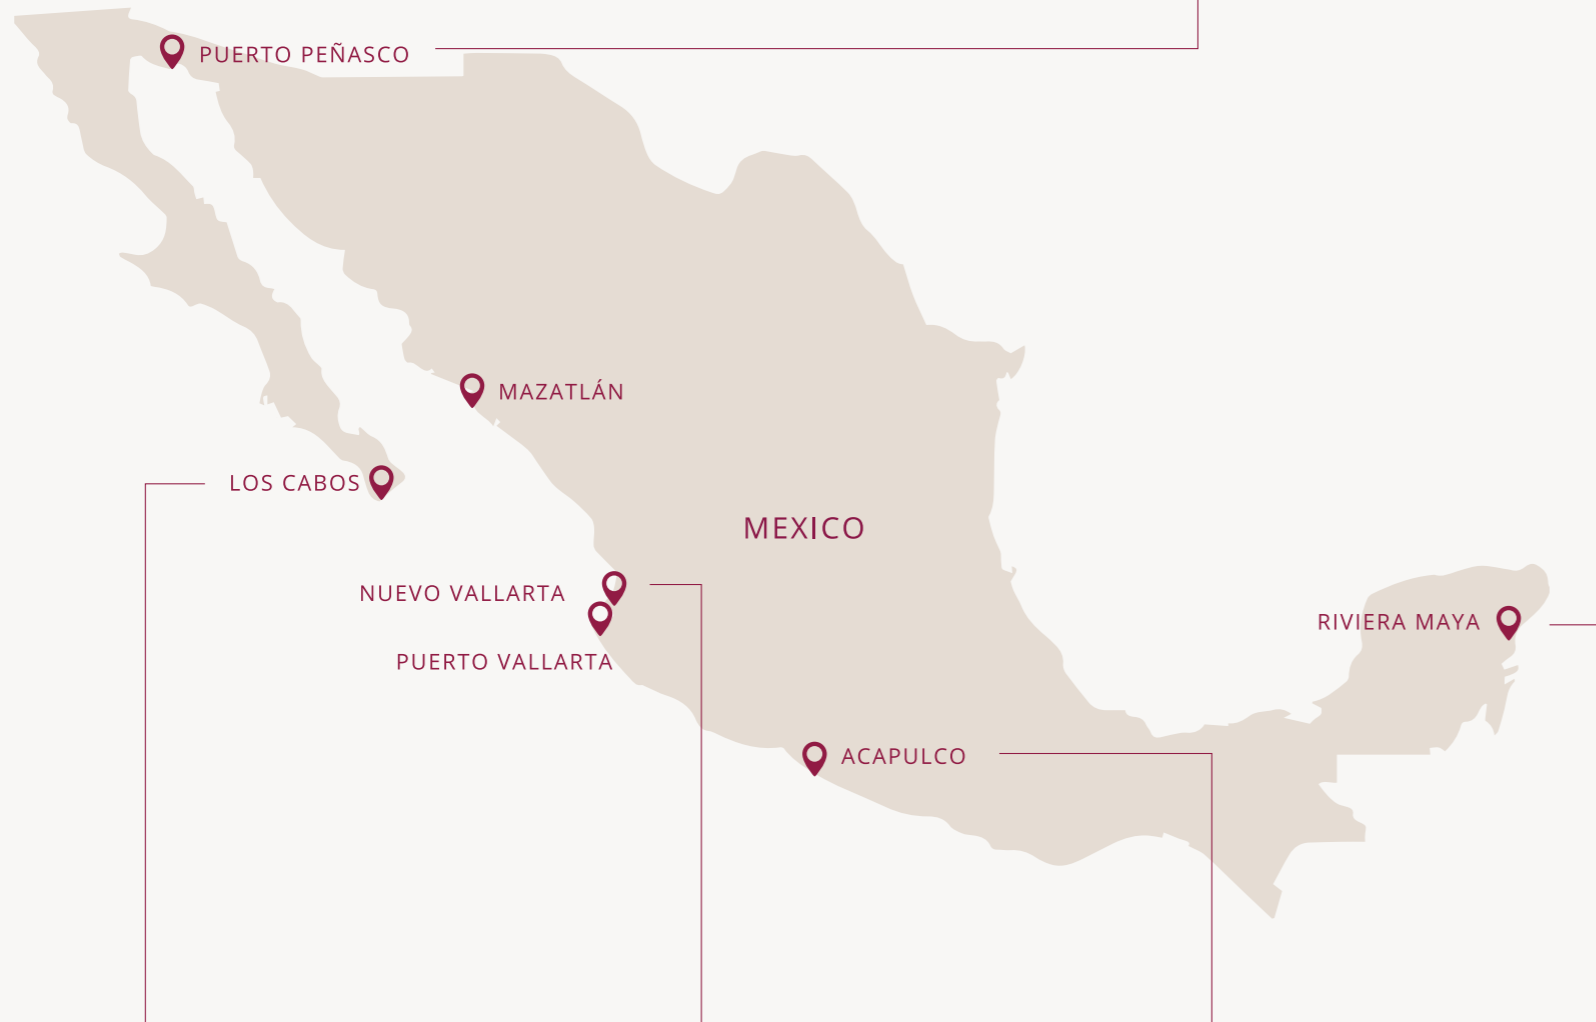 PUERTO PEÑASCO
MAZATLÁN
LOS CABOS
MEXICO
NUEVO VALLARTA
RIVIERA MAYA
PUERTO VALLARTA
ACAPULCO